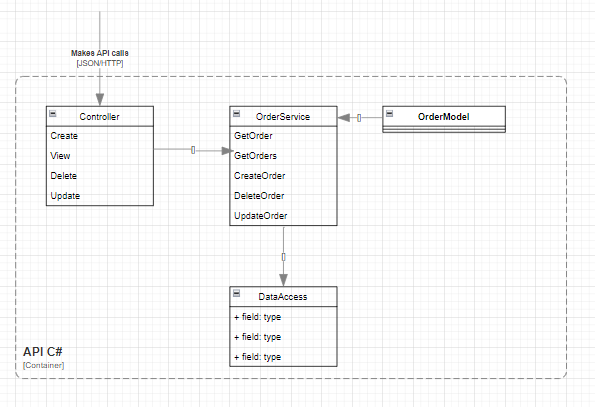 Makes API calls
[JSON/HTTP]
Controller
Create
View
Delete
Update
[]
OrderService
GetOrder
GetOrders
CreateOrder
DeleteOrder
UpdateOrder
[]
OrderModel
[]
DataAccess
+ field: type
+ field: type
+ field: type
API C#
[Container]